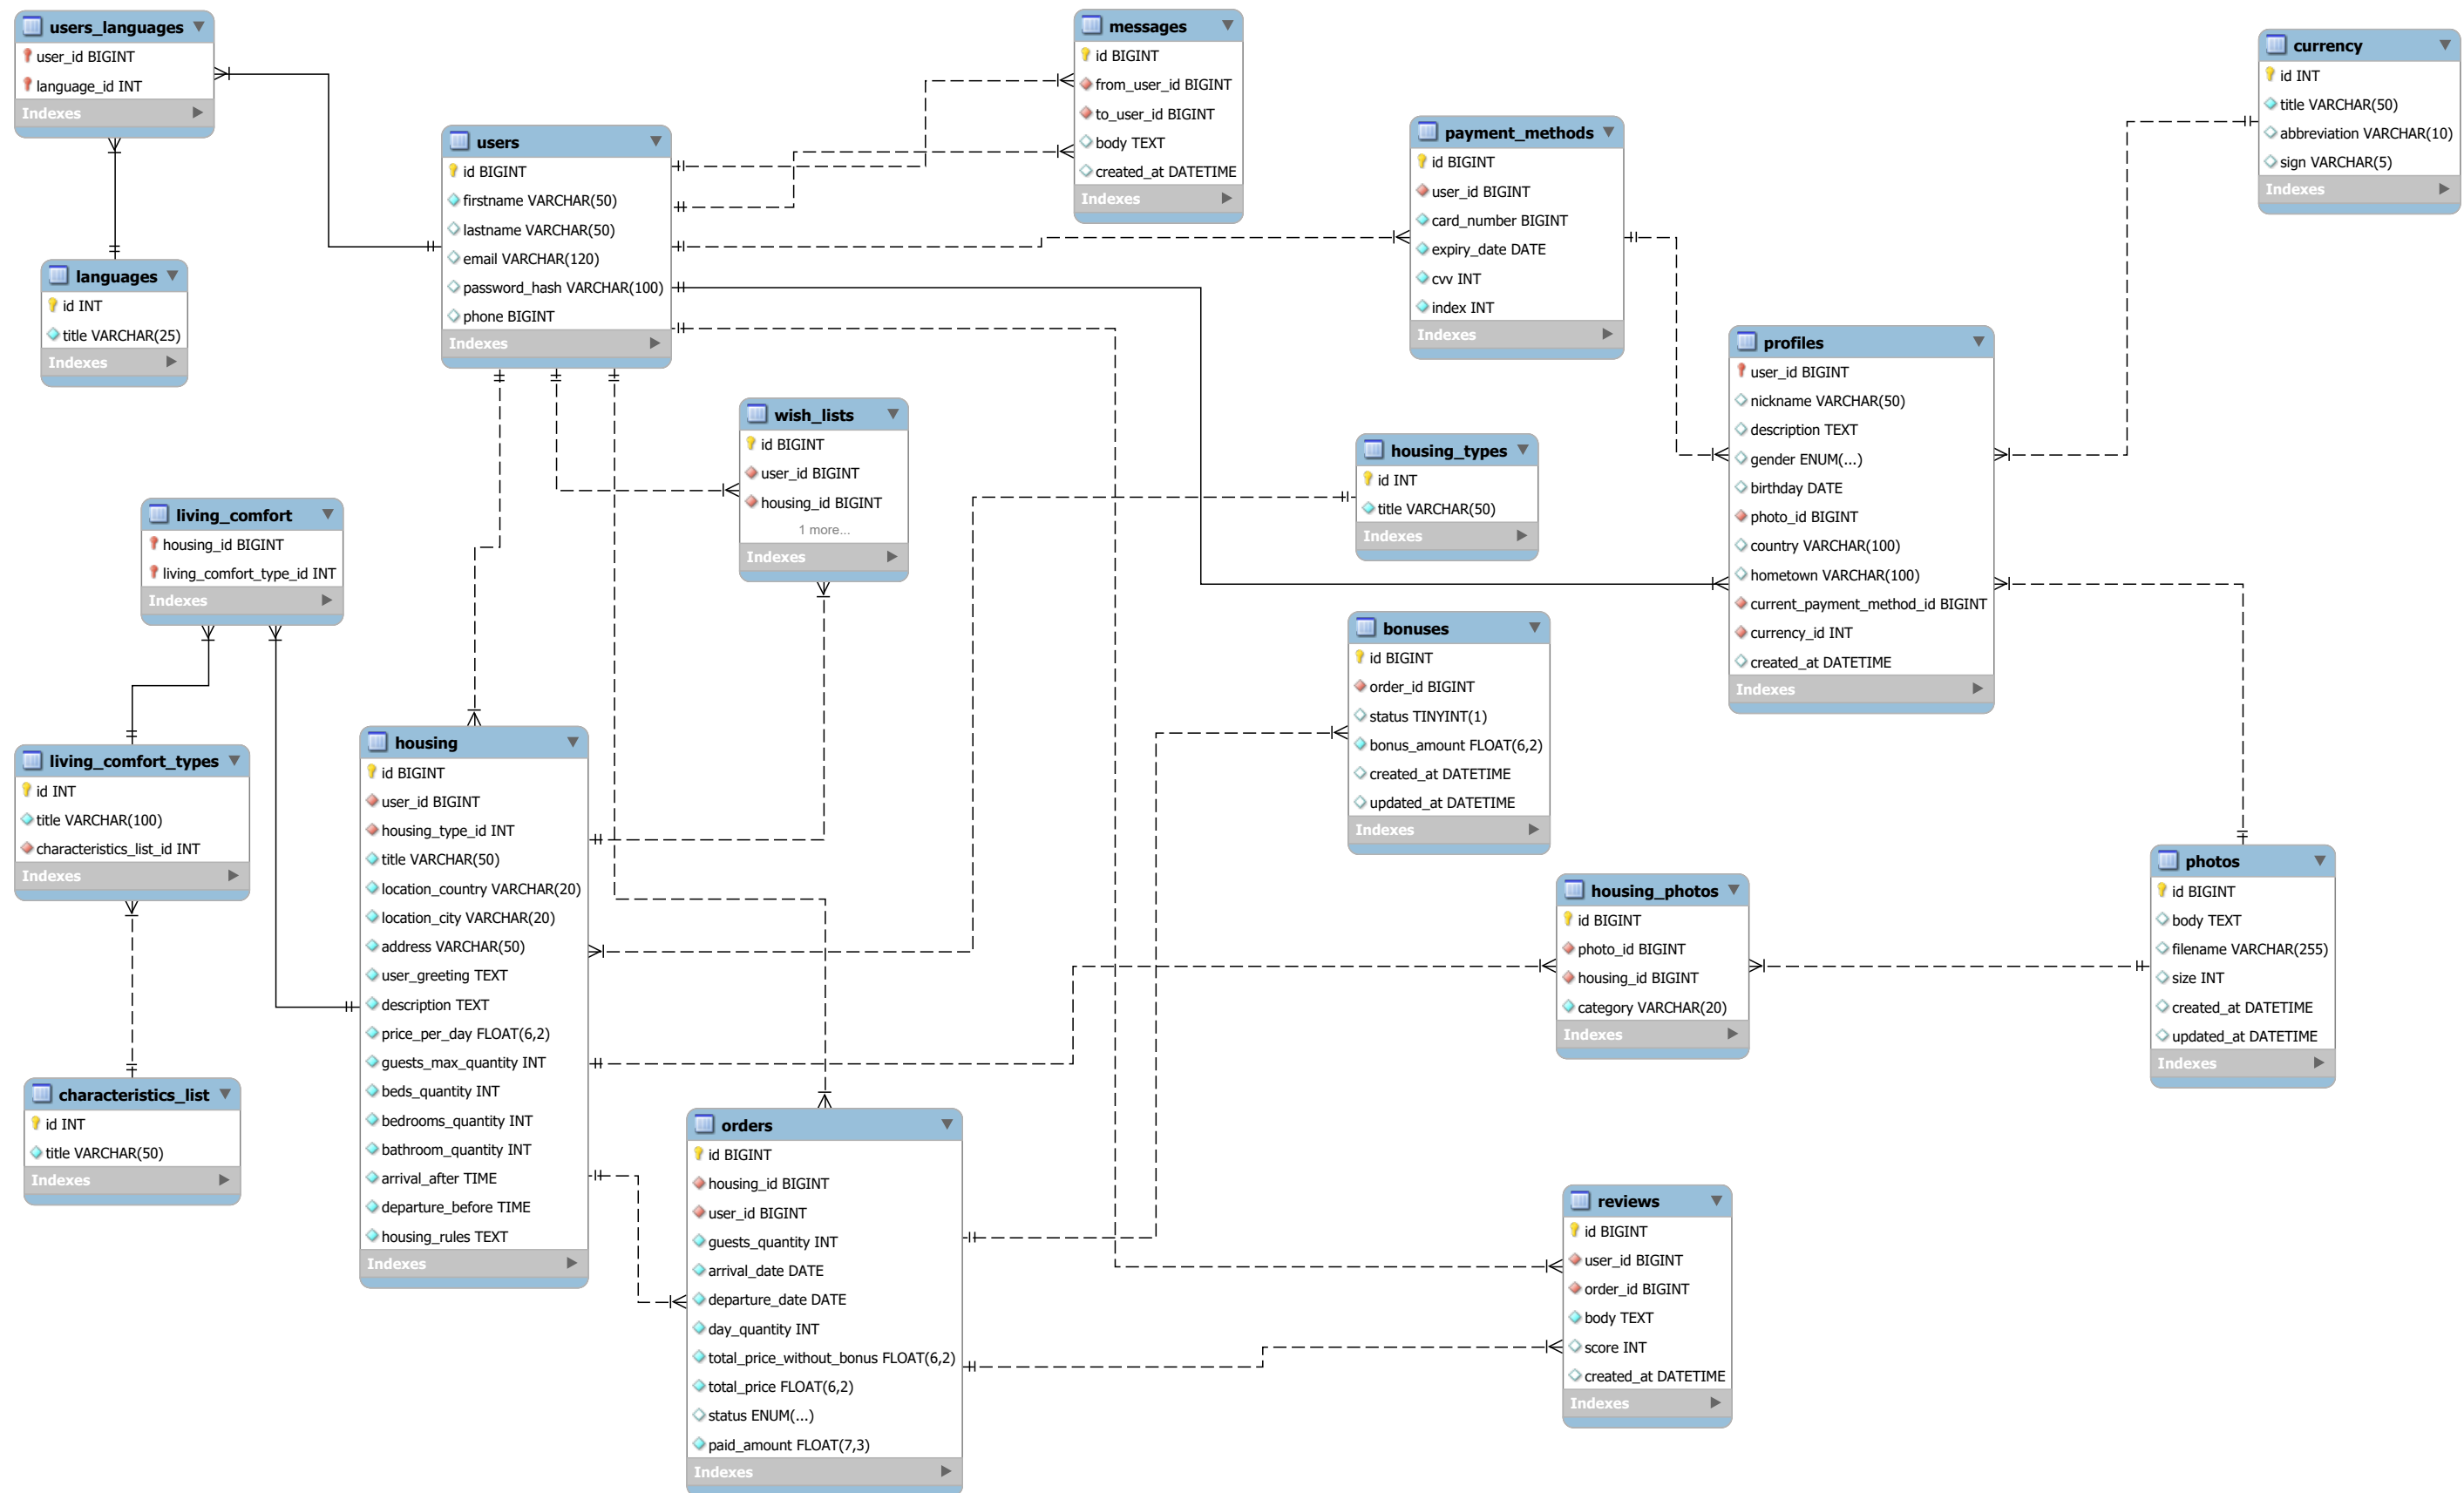 users_languages
user_id BIGINT
language_id INT
Indexes
languages
id INT
title VARCHAR(25)
Indexes
users
id BIGINT
firstname VARCHAR(50)
lastname VARCHAR(50)
email VARCHAR(120)
password_hash VARCHAR(100)
phone BIGINT
Indexes
messages
id BIGINT
from_user_id BIGINT
to_user_id BIGINT
body TEXT
created_at DATETIME
Indexes
payment_methods
id BIGINT
user_id BIGINT
card_number BIGINT
expiry_date DATE
cvv INT
index INT
Indexes
currency
id INT
title VARCHAR(50)
abbreviation VARCHAR(10)
sign VARCHAR(5)
Indexes
profiles
user_id BIGINT
nickname VARCHAR(50)
description TEXT
gender ENUM(...)
birthday DATE
photo_id BIGINT
country VARCHAR(100)
hometown VARCHAR(100)
current_payment_method_id BIGINT
currency_id INT
created_at DATETIME
Indexes
wish_lists
id BIGINT
user_id BIGINT
housing_id BIGINT
1 more...
Indexes
housing_types
id INT
title VARCHAR(50)
Indexes
living_comfort
housing_id BIGINT
living_comfort_type_id INT
Indexes
bonuses
id BIGINT
order_id BIGINT
status TINYINT(1)
bonus_amount FLOAT(6,2)
created_at DATETIME
updated_at DATETIME
Indexes
living_comfort_types
id INT
title VARCHAR(100)
characteristics_list_id INT
Indexes
housing
id BIGINT
user_id BIGINT
housing_type_id INT
title VARCHAR(50)
location_country VARCHAR(20)
location_city VARCHAR(20)
address VARCHAR(50)
user_greeting TEXT
description TEXT
price_per_day FLOAT(6,2)
guests_max_quantity INT
beds_quantity INT
bedrooms_quantity INT
bathroom_quantity INT
arrival_after TIME
departure_before TIME
housing_rules TEXT
Indexes
housing_photos
id BIGINT
photo_id BIGINT
housing_id BIGINT
category VARCHAR(20)
Indexes
photos
id BIGINT
body TEXT
filename VARCHAR(255)
size INT
created_at DATETIME
updated_at DATETIME
Indexes
characteristics_list
id INT
title VARCHAR(50)
Indexes
orders
id BIGINT
housing_id BIGINT
user_id BIGINT
guests_quantity INT
arrival_date DATE
departure_date DATE
day_quantity INT
total_price_without_bonus FLOAT(6,2)
total_price FLOAT(6,2)
status ENUM(...)
paid_amount FLOAT(7,3)
Indexes
reviews
id BIGINT
user_id BIGINT
order_id BIGINT
body TEXT
score INT
created_at DATETIME
Indexes